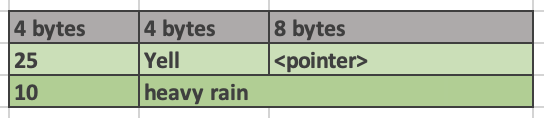 4 bytes 4 bytes 8 bytes
25 Yell <pointer>
10 heavy rain